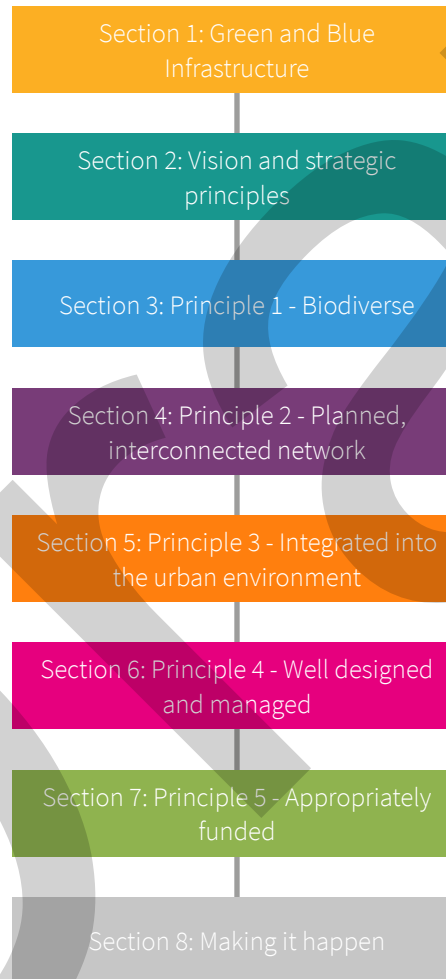 Section 1: Green and Blue
Infrastructure
Section 2: Vision and strategic
principles
Section 3: Principle 1 - Biodiverse
Section 4: Principle 2 - Planned,
interconnected network
Section 5: Principle 3 - Integrated into
the urban environment
Section 6: Principle 4 - Well designed
and managed
Section 7: Principle 5 - Appropriately
funded
Section 8: Making it happen